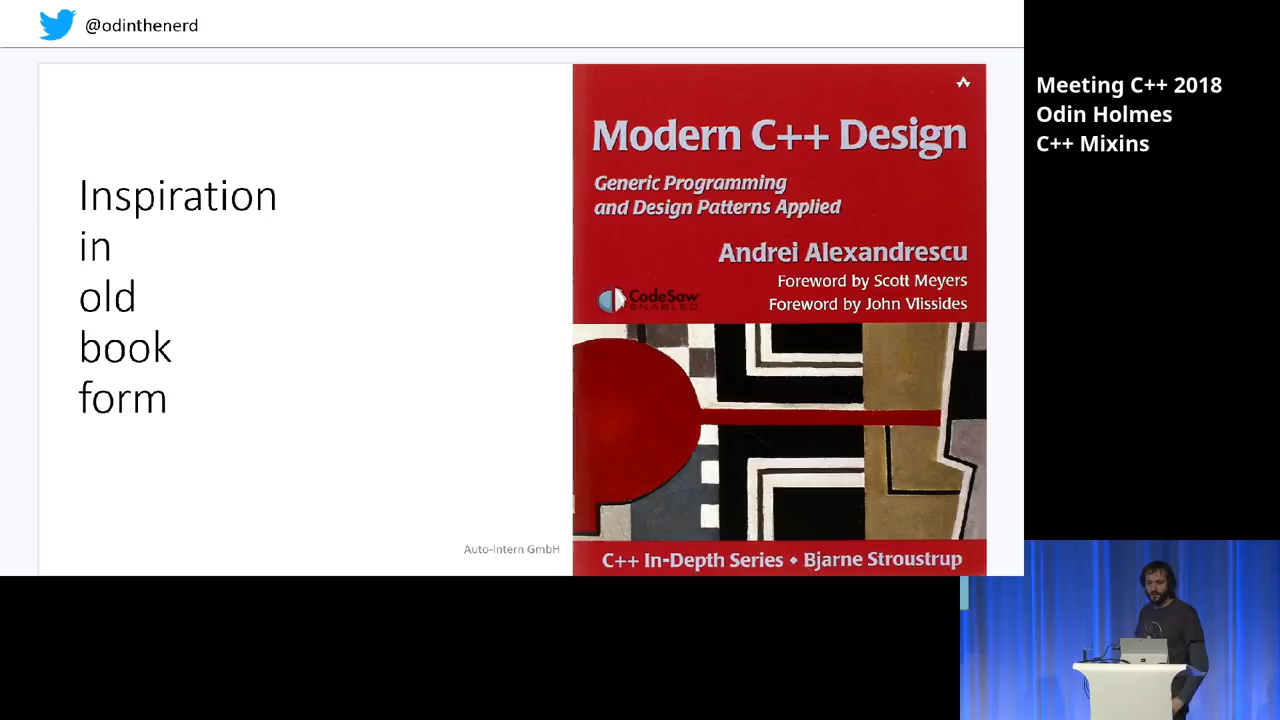 @odinthenerd
Inspiration
in
old
book
form
Auto-Intern GmbH
Modern C++ Design
Generic Programming
and Design Patterns Applied
Andrei Alexandrescu
Foreword by Scott Meyers
Foreword by John Vlissides
CodeSaw
ENABLED
C++ In-Depth Series • Bjarne Stroustrup
Meeting C++ 2018
Odin Holmes
C++ Mixins